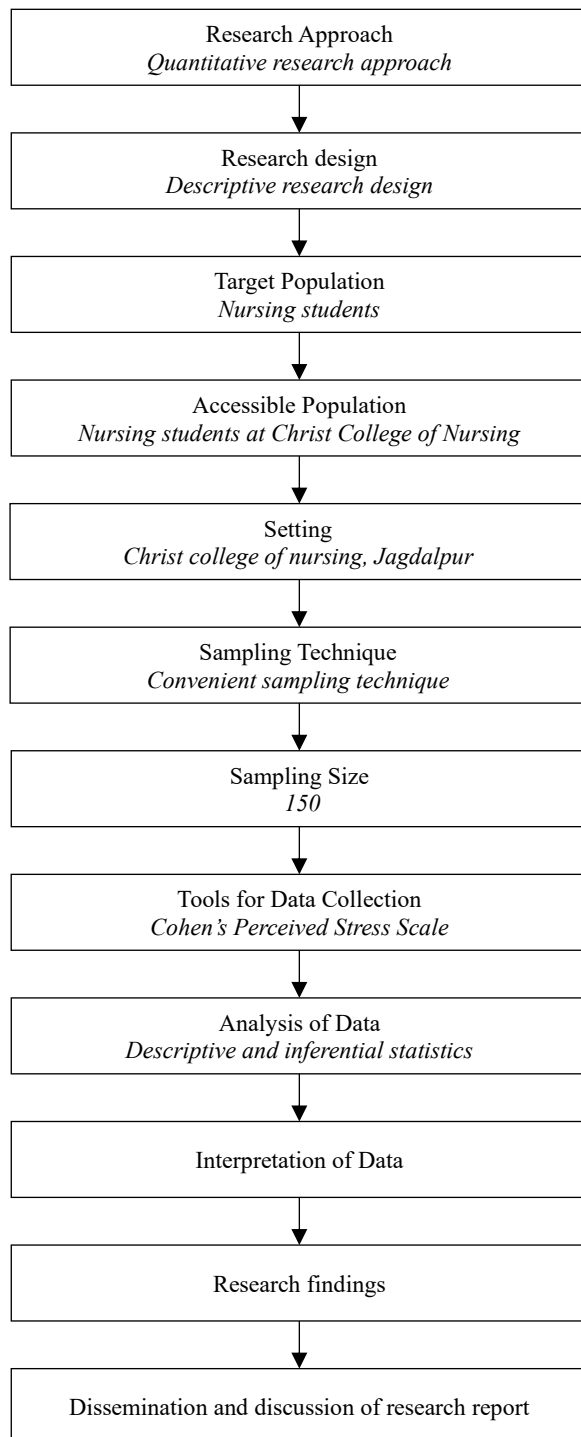 Research Approach
Quantitative research approach
Research design
Descriptive research design
Target Population
Nursing students
Accessible Population
Nursing students at Christ College of Nursing
Setting
Christ college of nursing, Jagdalpur
Sampling Technique
Convenient sampling technique
Sampling Size
150
Tools for Data Collection
Cohen’s Perceived Stress Scale
Analysis of Data
Descriptive and inferential statistics
Interpretation of Data
Research findings
Dissemination and discussion of research report